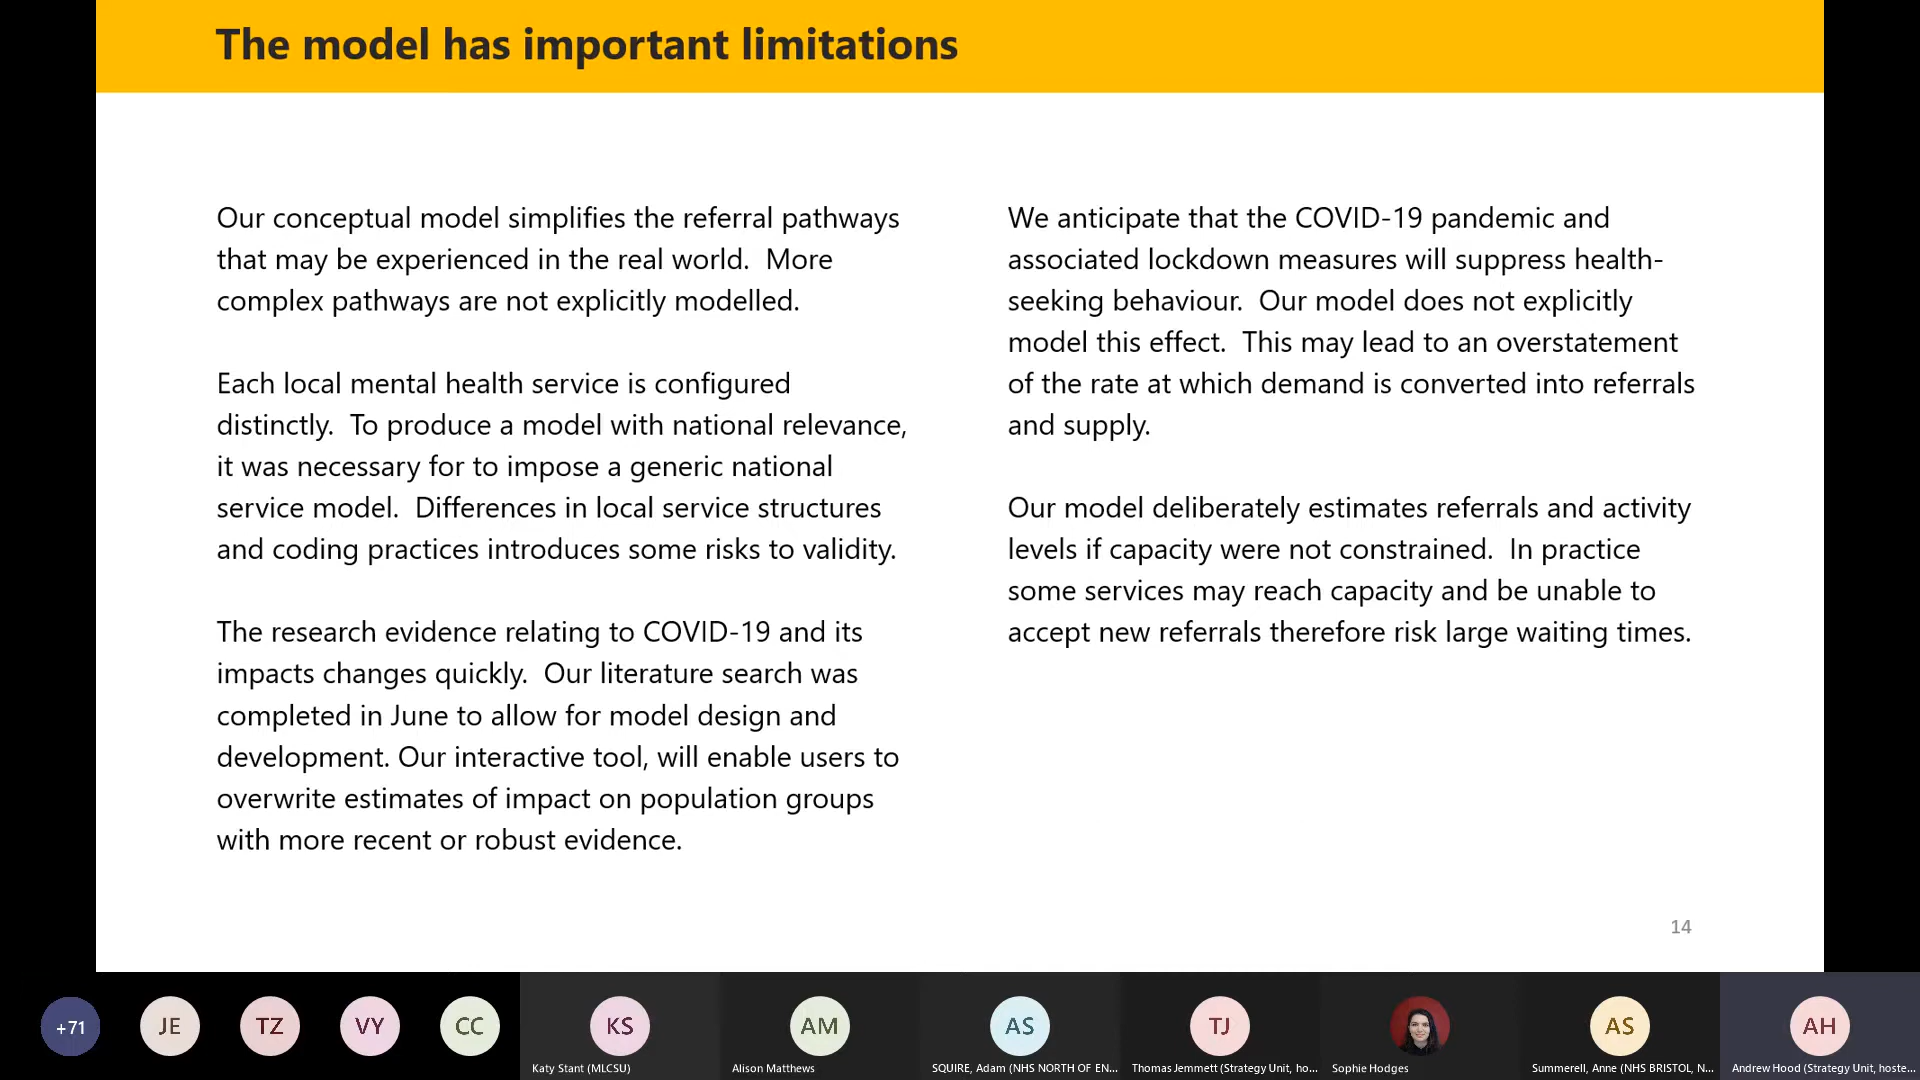 The model has important limitations
Our conceptual model simplifies the referral pathways
that may be experienced in the real world.  More
complex pathways are not explicitly modelled.
Each local mental health service is configured
distinctly.  To produce a model with national relevance,
it was necessary for to impose a generic national
service model.  Differences in local service structures
and coding practices introduces some risks to validity.
The research evidence relating to COVID-19 and its
impacts changes quickly.  Our literature search was
completed in June to allow for model design and
development. Our interactive tool, will enable users to
overwrite estimates of impact on population groups
with more recent or robust evidence.
We anticipate that the COVID-19 pandemic and
associated lockdown measures will suppress health-
seeking behaviour.  Our model does not explicitly
model this effect.  This may lead to an overstatement
of the rate at which demand is converted into referrals
and supply.
Our model deliberately estimates referrals and activity
levels if capacity were not constrained.  In practice
some services may reach capacity and be unable to
accept new referrals therefore risk large waiting times.
14
+71
JE
TZ
VY
CC
KS
Katy Stant (MLCSU)
AM
Alison Matthews
AS
SQUIRE, Adam (NHS NORTH OF EN...
TJ
Thomas Jemmett (Strategy Unit, ho...
Sophie Hodges
AS
Summerell, Anne (NHS BRISTOL, N...
AH
Andrew Hood (Strategy Unit, hoste...